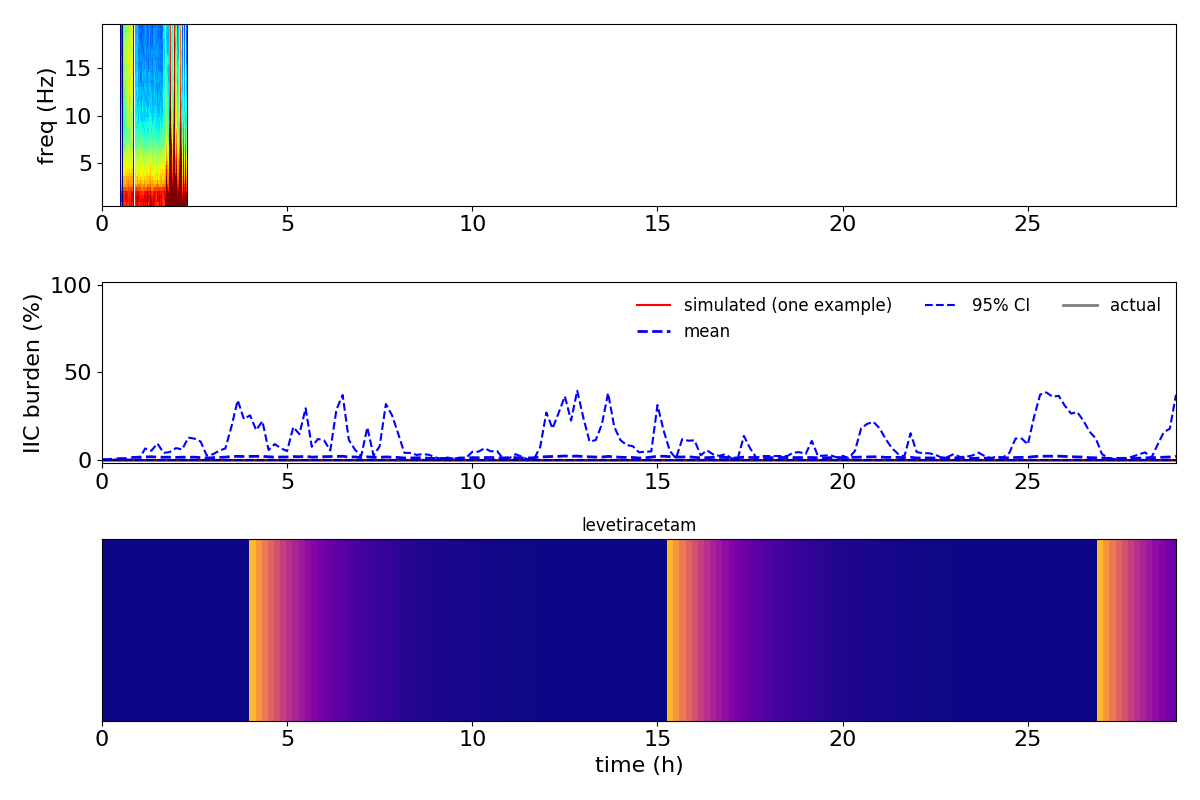 freq (Hz)
15
10
5
0 5 10 15 20 25
IIC burden (%)
100
50
0
simulated (one example) 95% CI actual
mean
0 5 10 15 20 25
levetiracetam
0 5 10 15 20 25
time (h)